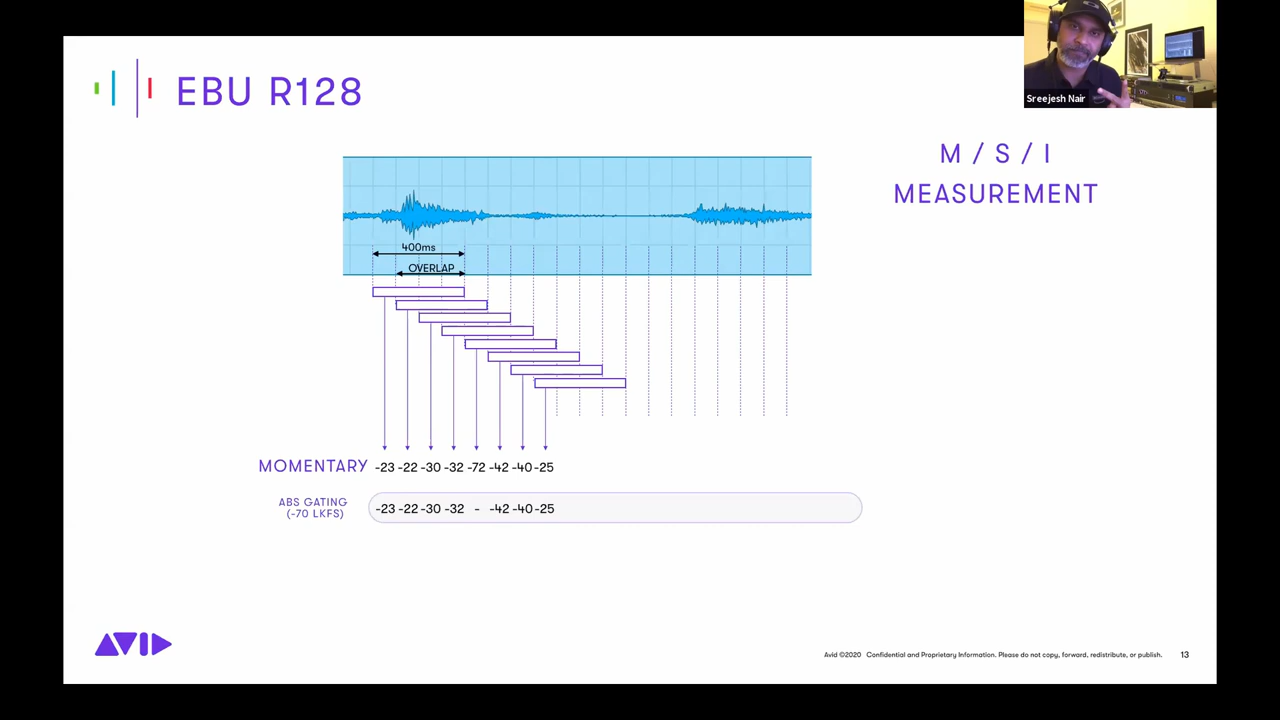 EBU R128
Sreejesh Nair
M / S / I
MEASUREMENT
400ms
OVERLAP
MOMENTARY -23 -22 -30 -32 -72 -42 -40 -25
ABS GATING
(-70 LKFS)
-23 -22 -30 -32 - -42 -40 -25
AVID
Avid ©2020 Confidential and Proprietary Information. Please do not copy, forward, redistribute, or publish. 13